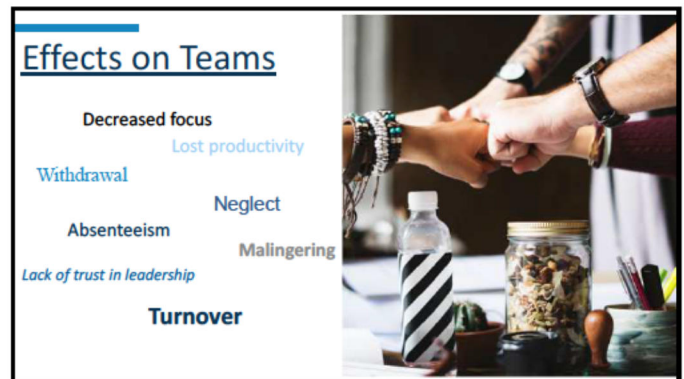 Effects on Teams
Decreased focus
Lost productivity
Withdrawal
Neglect
Absenteeism
Malingering
Lack of trust in leadership
Turnover